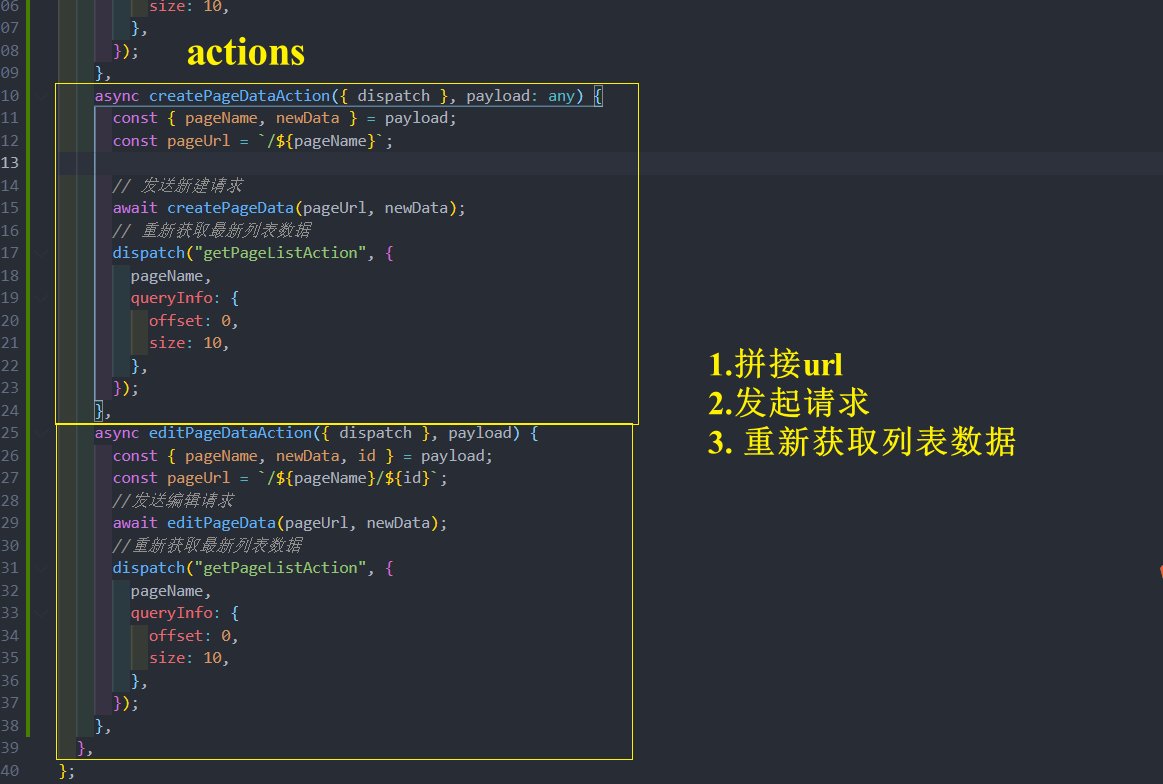 06 size: 10,
07 },
08 });
actions
09 },
10 async createPageDataAction({ dispatch }, payload: any) {
11 const { pageName, newData } = payload;
12 const pageUrl = `/${pageName}`;
13
14 // 发送新建请求
15 await createPageData(pageUrl, newData);
16 // 重新获取最新列表数据
17 dispatch("getPageListAction", {
18 pageName,
19 queryInfo: {
20 offset: 0,
21 size: 10,
22 },
23 });
24 },
25 async editPageDataAction({ dispatch }, payload) {
26 const { pageName, newData, id } = payload;
27 const pageUrl = `/${pageName}/${id}`;
28 //发送编辑请求
29 await editPageData(pageUrl, newData);
30 //重新获取最新列表数据
31 dispatch("getPageListAction", {
32 pageName,
33 queryInfo: {
34 offset: 0,
35 size: 10,
36 },
37 });
38 },
39 },
40 };
1.拼接url
2.发起请求
3. 重新获取列表数据